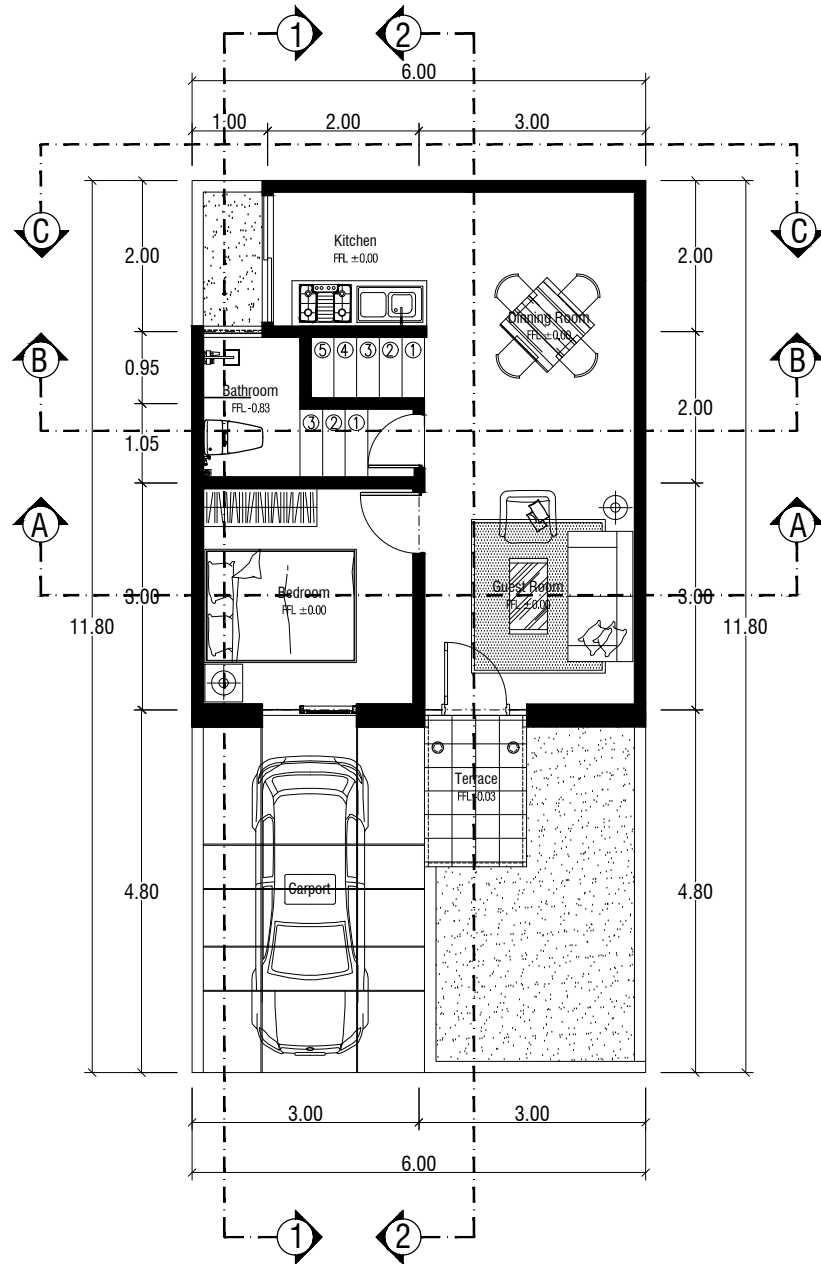 1
2
6.00
1.00
2.00
3.00
C
C
2.00
2.00
Kitchen
FFL ±0.00
Dinning Room
FFL ±0.00
B
B
5
4
3
2
1
0.95
Bathroom
FFL -0.83
2.00
3
2
1
1.05
A
A
Bedroom
FFL ±0.00
Guest Room
FFL ±0.00
3.00
3.00
11.80
11.80
Terrace
FFL -0.03
4.80
Carport
4.80
3.00
3.00
6.00
1
2